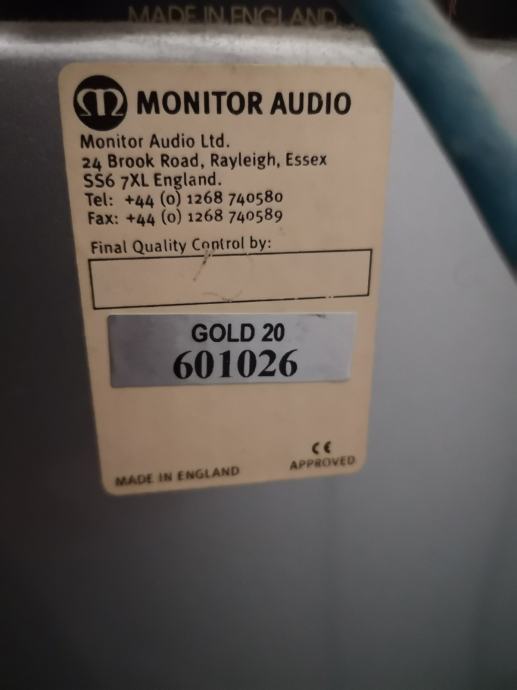 MADE IN ENGLAND
MONITOR AUDIO
Monitor Audio Ltd.
24 Brook Road, Rayleigh, Essex
SS6 7XL England.
Tel: +44 (0) 1268 740580
Fax: +44 (0) 1268 740589
Final Quality Control by:
GOLD 20
601026
CE
APPROVED
MADE IN ENGLAND